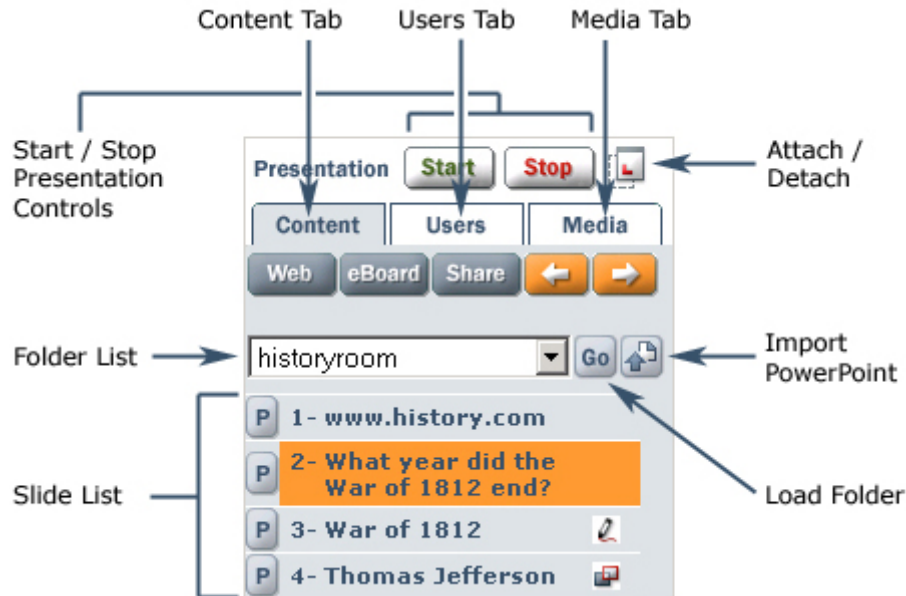 Content Tab Users Tab Media Tab
Start / Stop
Presentation
Controls
Presentation Start Stop
Attach /
Detach
Content Users Media
Web eBoard Share
Folder List
historyroom Go
Import
PowerPoint
P 1- www.history.com
P 2- What year did the
War of 1812 end?
Slide List
Load Folder
P 3- War of 1812
P 4- Thomas Jefferson